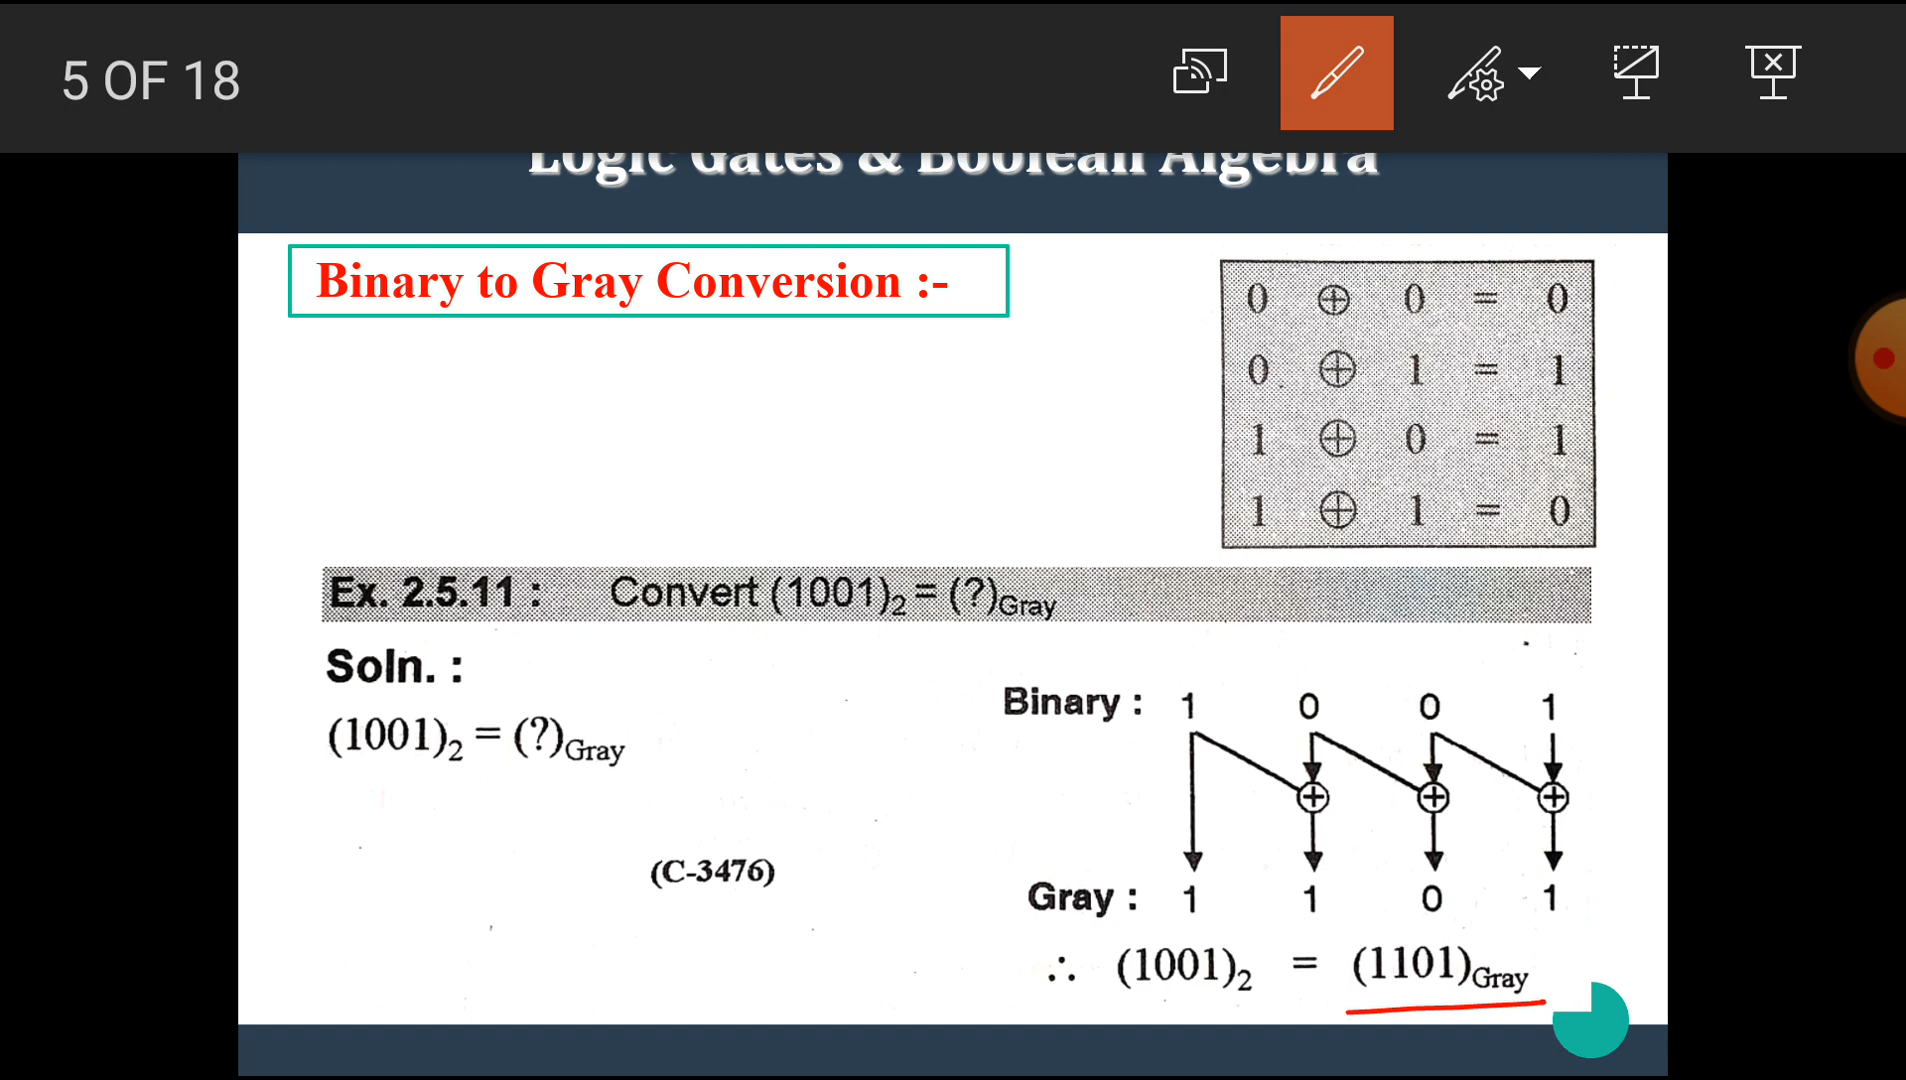 5 OF 18
Logic Gates & Boolean Algebra
Binary to Gray Conversion :-
0 ⊕ 0 = 0
0 ⊕ 1 = 1
1 ⊕ 0 = 1
1 ⊕ 1 = 0
Ex. 2.5.11 : Convert (1001)₂ = (?)Gray
Soln. :
(1001)₂ = (?)Gray
(C-3476)
Binary : 1 0 0 1
Gray : 1 1 0 1
∴ (1001)₂ = (1101)Gray